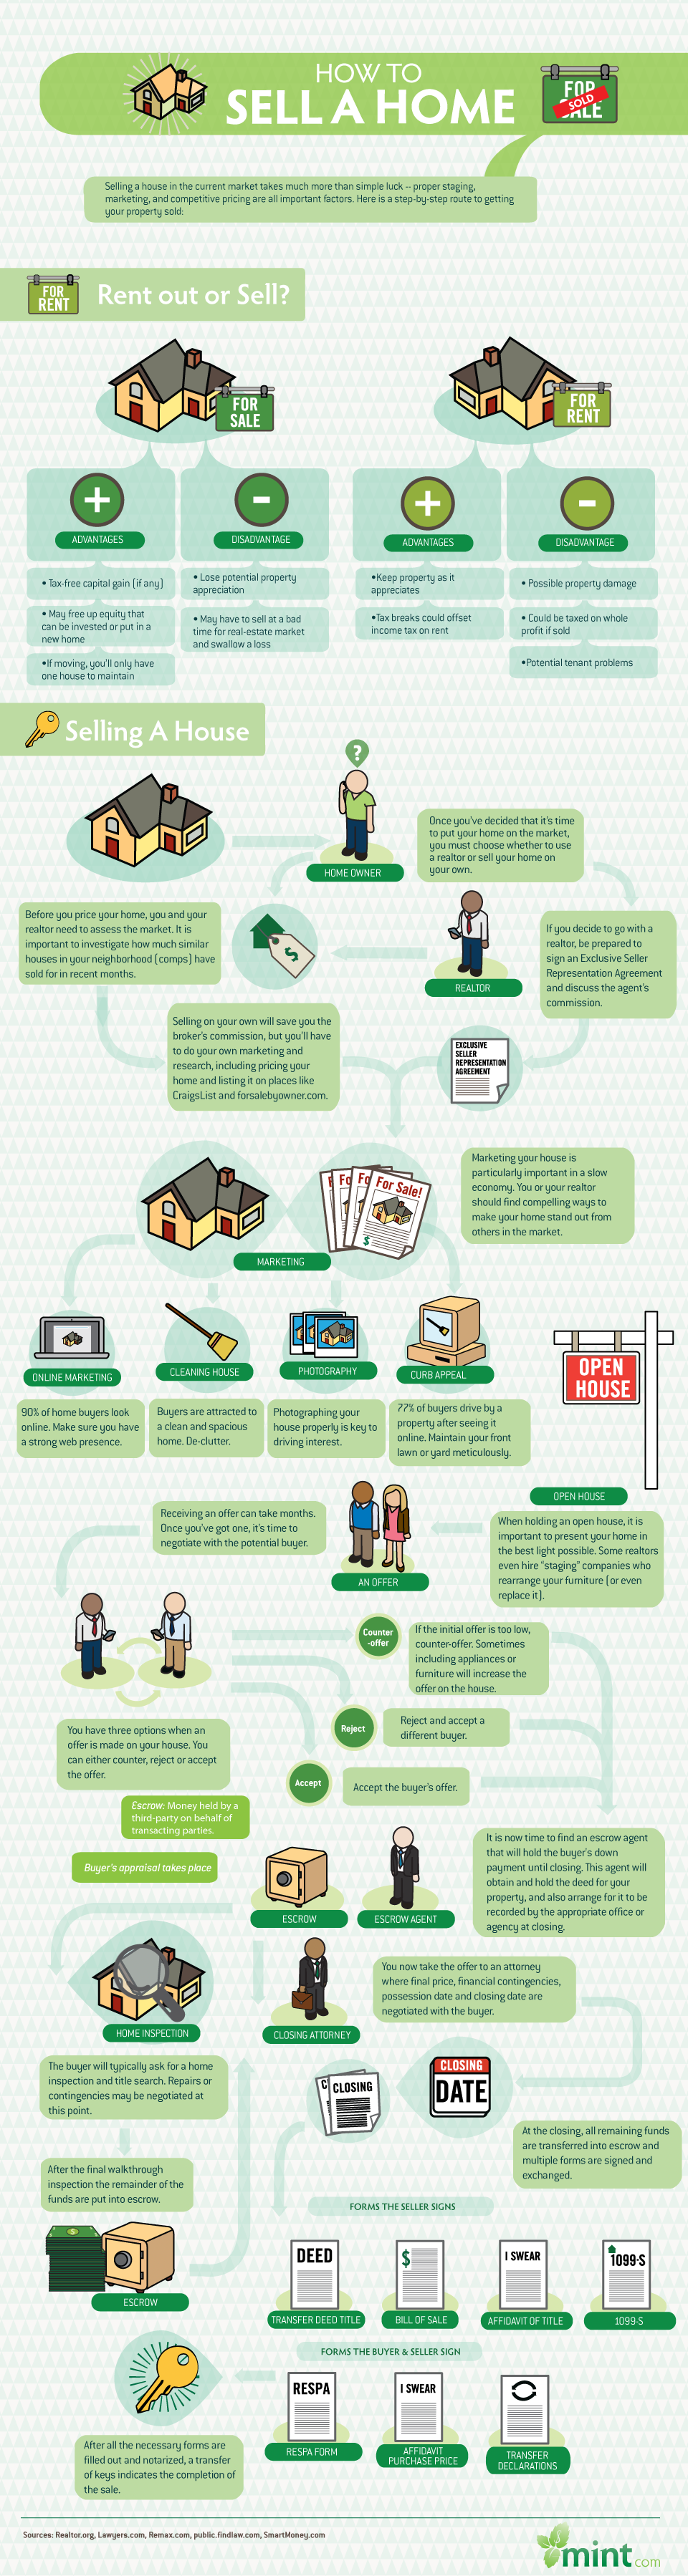 HOW TO
SELL A HOME
FOR
SALE
SOLD
Selling a house in the current market takes much more than simple luck -- proper staging,
marketing, and competitive pricing are all important factors. Here is a step-by-step route to getting
your property sold:
FOR
RENT
Rent out or Sell?
FOR
SALE
FOR
RENT
+
ADVANTAGES
-
DISADVANTAGE
+
ADVANTAGES
-
DISADVANTAGE
• Tax-free capital gain (if any)
• May free up equity that
can be invested or put in a
new home
•If moving, you'll only have
one house to maintain
• Lose potential property
appreciation
• May have to sell at a bad
time for real-estate market
and swallow a loss
•Keep property as it
appreciates
•Tax breaks could offset
income tax on rent
• Possible property damage
• Could be taxed on whole
profit if sold
•Potential tenant problems
Selling A House
?
HOME OWNER
Once you've decided that it's time
to put your home on the market,
you must choose whether to use
a realtor or sell your home on
your own.
Before you price your home, you and your
realtor need to assess the market. It is
important to investigate how much similar
houses in your neighborhood (comps) have
sold for in recent months.
$
REALTOR
If you decide to go with a
realtor, be prepared to
sign an Exclusive Seller
Representation Agreement
and discuss the agent's
commission.
Selling on your own will save you the
broker's commission, but you'll have
to do your own marketing and
research, including pricing your
home and listing it on places like
CraigsList and forsalebyowner.com.
EXCLUSIVE
SELLER
REPRESENTATION
AGREEMENT
F
Fo
Fo
For Sale!
$
MARKETING
Marketing your house is
particularly important in a slow
economy. You or your realtor
should find compelling ways to
make your home stand out from
others in the market.
ONLINE MARKETING
CLEANING HOUSE
PHOTOGRAPHY
CURB APPEAL
90% of home buyers look
online. Make sure you have
a strong web presence.
Buyers are attracted to
a clean and spacious
home. De-clutter.
Photographing your
house properly is key to
driving interest.
77% of buyers drive by a
property after seeing it
online. Maintain your front
lawn or yard meticulously.
OPEN
HOUSE
OPEN HOUSE
When holding an open house, it is
important to present your home in
the best light possible. Some realtors
even hire “staging” companies who
rearrange your furniture (or even
replace it).
AN OFFER
Receiving an offer can take months.
Once you've got one, it's time to
negotiate with the potential buyer.
Counter
-offer
If the initial offer is too low,
counter-offer. Sometimes
including appliances or
furniture will increase the
offer on the house.
Reject
Reject and accept a
different buyer.
Accept
Accept the buyer's offer.
You have three options when an
offer is made on your house. You
can either counter, reject or accept
the offer.
Escrow: Money held by a
third-party on behalf of
transacting parties.
Buyer's appraisal takes place
ESCROW
ESCROW AGENT
It is now time to find an escrow agent
that will hold the buyer's down
payment until closing. This agent will
obtain and hold the deed for your
property, and also arrange for it to be
recorded by the appropriate office or
agency at closing.
HOME INSPECTION
CLOSING ATTORNEY
You now take the offer to an attorney
where final price, financial contingencies,
possession date and closing date are
negotiated with the buyer.
The buyer will typically ask for a home
inspection and title search. Repairs or
contingencies may be negotiated at
this point.
C
CLOSING
CLOSING
DATE
At the closing, all remaining funds
are transferred into escrow and
multiple forms are signed and
exchanged.
After the final walkthrough
inspection the remainder of the
funds are put into escrow.
$
ESCROW
FORMS THE SELLER SIGNS
DEED
TRANSFER DEED TITLE
$
BILL OF SALE
I SWEAR
AFFIDAVIT OF TITLE
1099-S
1099-S
FORMS THE BUYER & SELLER SIGN
RESPA
RESPA FORM
I SWEAR
AFFIDAVIT
PURCHASE PRICE
TRANSFER
DECLARATIONS
After all the necessary forms are
filled out and notarized, a transfer
of keys indicates the completion of
the sale.
Sources: Realtor.org, Lawyers.com, Remax.com, public.findlaw.com, SmartMoney.com
mint.com